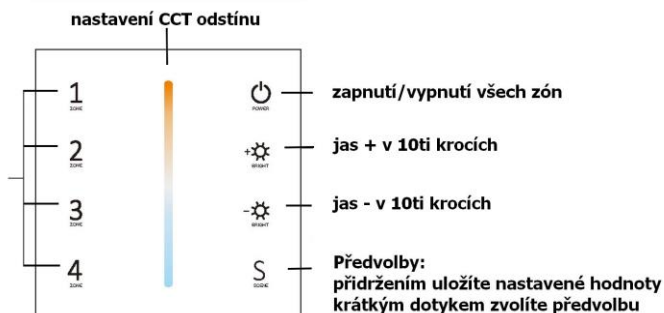 nastavení CCT odstínu
1
ZONE
POWER
zapnutí/vypnutí všech zón
2
ZONE
+
BRIGHT
jas + v 10ti krocích
3
ZONE
-
BRIGHT
jas - v 10ti krocích
4
ZONE
S
SCENE
Předvolby:
přidržením uložíte nastavené hodnoty
krátkým dotykem zvolíte předvolbu